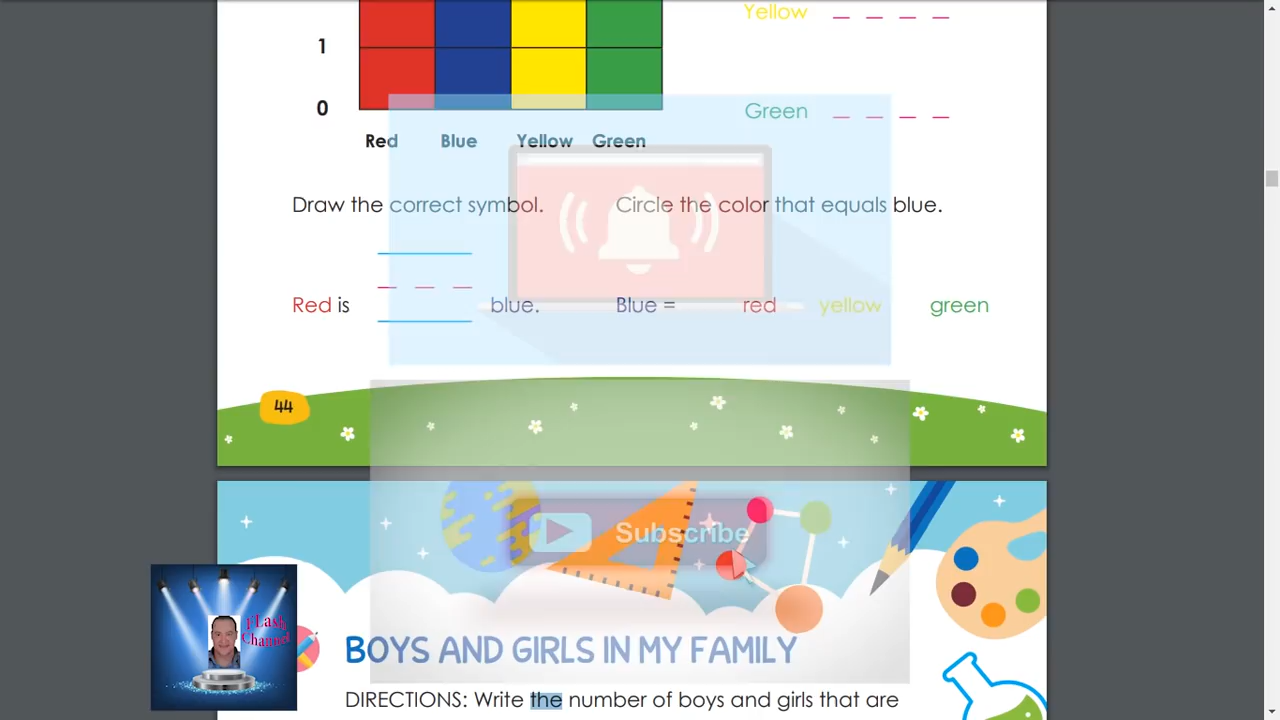 Yellow
1
0
Green
Red Blue Yellow Green
Draw the correct symbol. Circle the color that equals blue.
Red is blue. Blue = red yellow green
44
Subscribe
FLash
Channel
BOYS AND GIRLS IN MY FAMILY
DIRECTIONS: Write the number of boys and girls that are